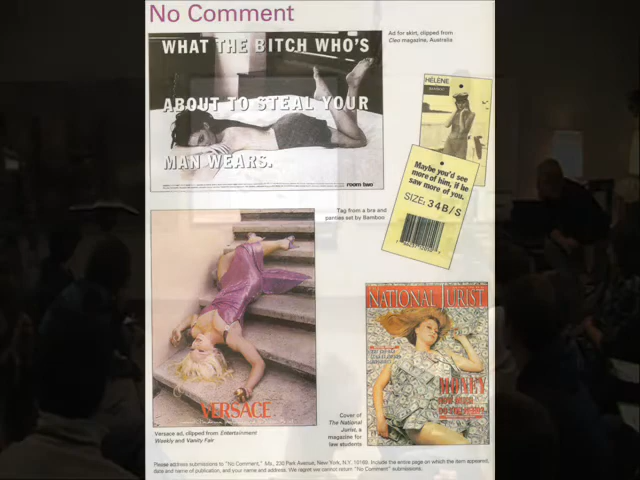 No Comment
WHAT THE BITCH WHO'S
ABOUT TO STEAL YOUR
MAN WEARS.
room two
Ad for skirt, clipped from
Cleo magazine, Australia
HELENE
Maybe you'd see
more of him, if he
saw more of you.
SIZE: 34B/S
Tag from a bra and
panties set by Bamboo
VERSACE
Versace ad, clipped from Entertainment
Weekly and Vanity Fair
NATIONAL JURIST
MONEY
Cover of
The National
Jurist, a
magazine for
law students
Please address submissions to "No Comment," Ms., 230 Park Avenue, New York, N.Y. 10169. Include the entire page on which the item appeared,
date and name of publication, and your name and address. We regret we cannot return "No Comment" submissions.